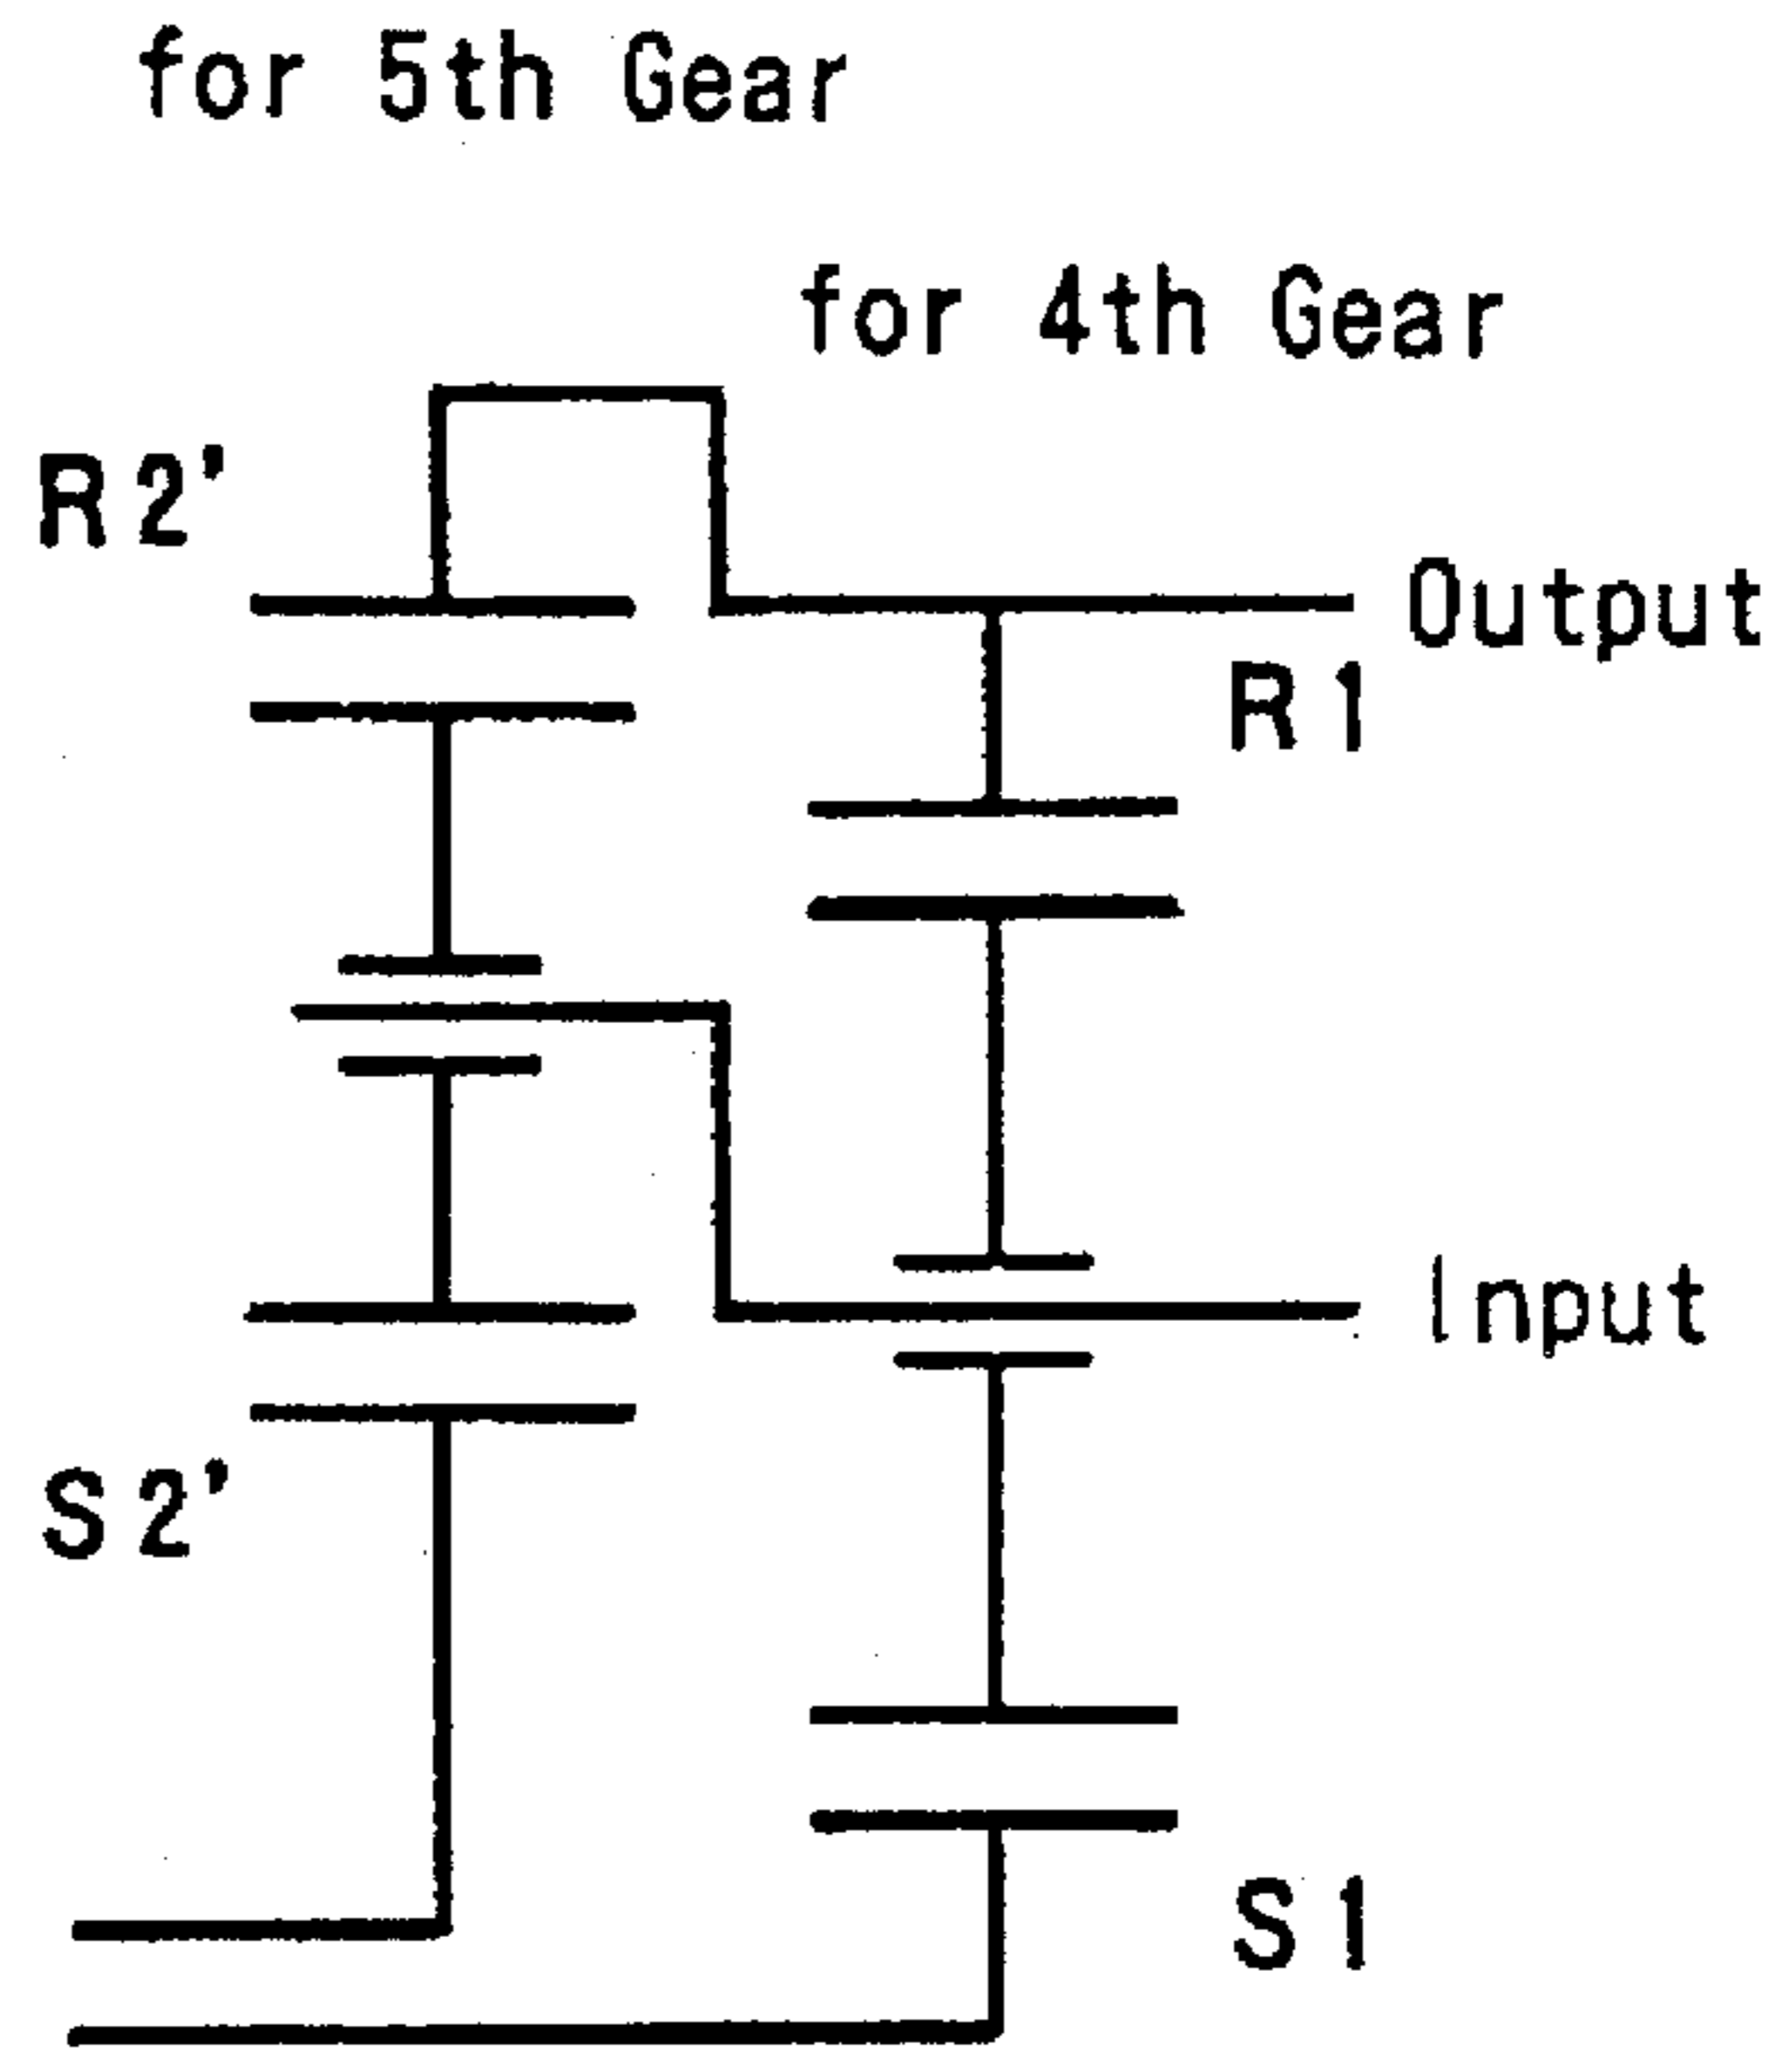 for 5th Gear
for 4th Gear
R2'
Output
R1
Input
S2'
S1